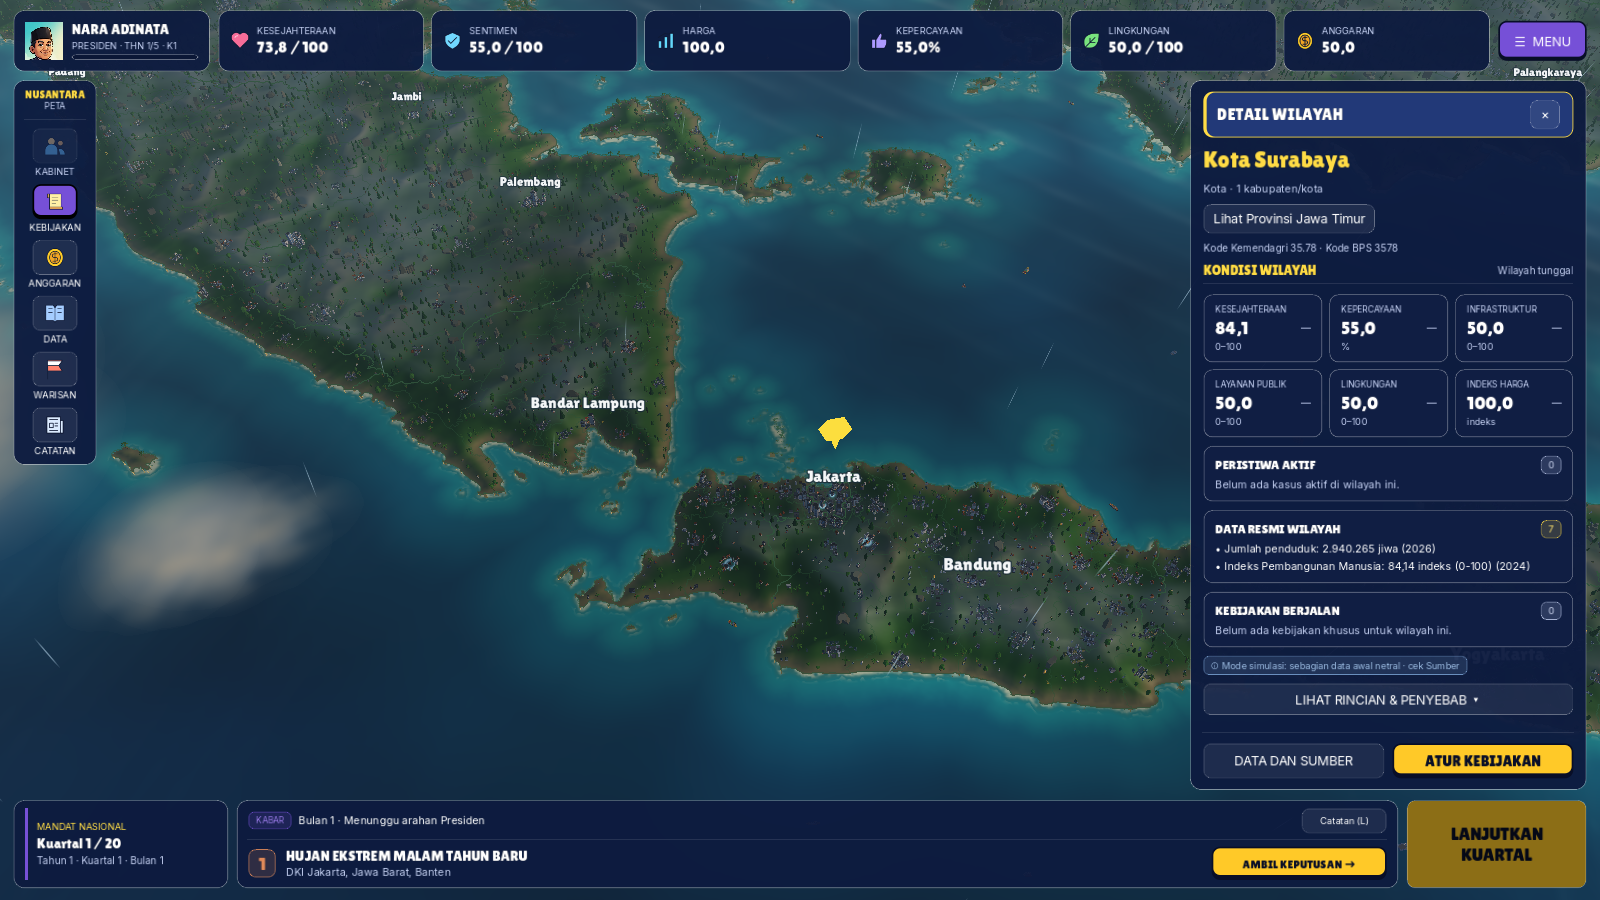 NARA ADINATA
PRESIDEN · THN 1/5 · K1
KESEJAHTERAAN
73,8 / 100
SENTIMEN
55,0 / 100
HARGA
100,0
KEPERCAYAAN
55,0%
LINGKUNGAN
50,0 / 100
ANGGARAN
50,0
☰ MENU
Padang
Palangkaraya
NUSANTARA
PETA
KABINET
KEBIJAKAN
ANGGARAN
DATA
WARISAN
CATATAN
Jambi
Palembang
Bandar Lampung
Jakarta
Bandung
Yogyakarta
DETAIL WILAYAH
×
Kota Surabaya
Kota · 1 kabupaten/kota
Lihat Provinsi Jawa Timur
Kode Kemendagri 35.78 · Kode BPS 3578
KONDISI WILAYAH
Wilayah tunggal
KESEJAHTERAAN
84,1 —
0–100
KEPERCAYAAN
55,0 —
%
INFRASTRUKTUR
50,0 —
0–100
LAYANAN PUBLIK
50,0 —
0–100
LINGKUNGAN
50,0 —
0–100
INDEKS HARGA
100,0 —
indeks
PERISTIWA AKTIF 0
Belum ada kasus aktif di wilayah ini.
DATA RESMI WILAYAH 7
• Jumlah penduduk: 2.940.265 jiwa (2026)
• Indeks Pembangunan Manusia: 84,14 indeks (0-100) (2024)
KEBIJAKAN BERJALAN 0
Belum ada kebijakan khusus untuk wilayah ini.
ⓘ Mode simulasi: sebagian data awal netral · cek Sumber
LIHAT RINCIAN & PENYEBAB ▾
DATA DAN SUMBER
ATUR KEBIJAKAN
MANDAT NASIONAL
Kuartal 1 / 20
Tahun 1 · Kuartal 1 · Bulan 1
KABAR Bulan 1 · Menunggu arahan Presiden
Catatan (L)
1 HUJAN EKSTREM MALAM TAHUN BARU
DKI Jakarta, Jawa Barat, Banten
AMBIL KEPUTUSAN →
LANJUTKAN
KUARTAL